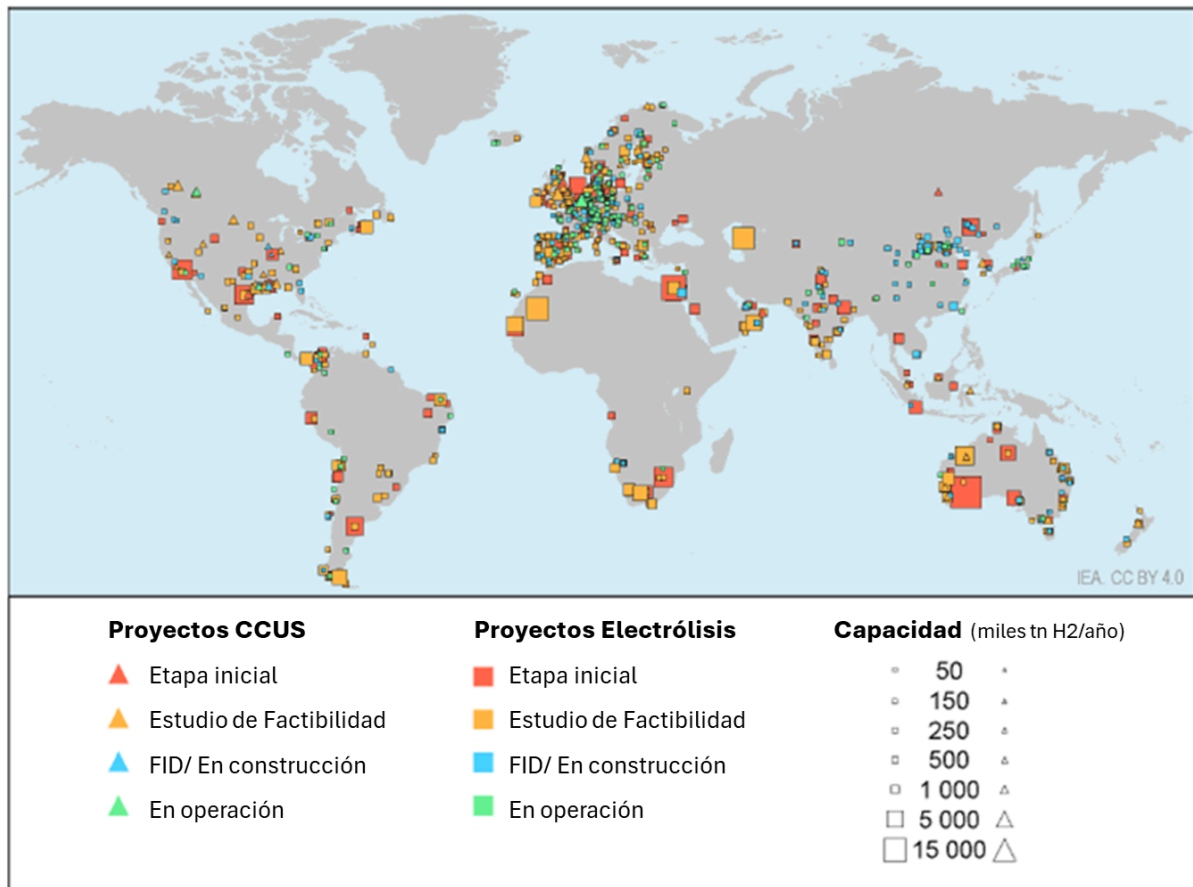 IEA. CC BY 4.0
Proyectos CCUS
Etapa inicial
Estudio de Factibilidad
FID/ En construcción
En operación
Proyectos Electrólisis
Etapa inicial
Estudio de Factibilidad
FID/ En construcción
En operación
Capacidad (miles tn H2/año)
50
150
250
500
1 000
5 000
15 000